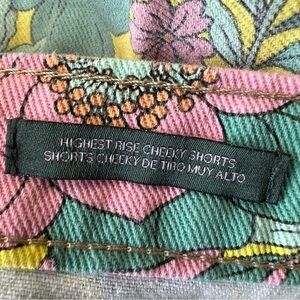 HIGHEST RISE CHEEKY SHORTS
SHORTS CHEEKY DE TIRO MUY ALTO